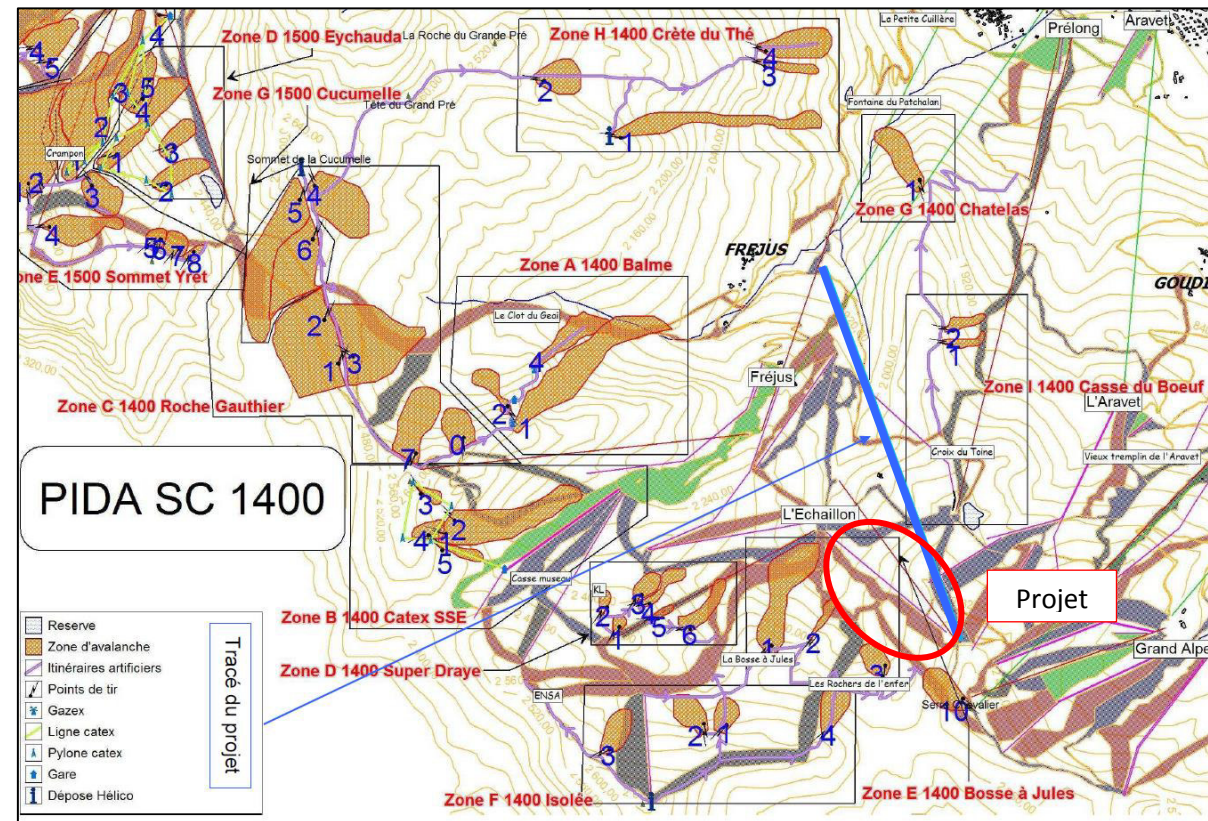 Zone D 1500 Eychauda
La Roche du Grande Pré
Zone H 1400 Crète du Thé
La Petite Cuillère
Prélong
Aravet
Zone G 1500 Cucumelle
Tête du Grand Pré
Fontaine du Patchalan
Crampon
Sommet de la Cucumelle
Zone G 1400 Chatelas
FREJUS
Zone E 1500 Sommet Yret
Zone A 1400 Balme
GOUDI
Le Clot du Geai
Fréjus
Zone I 1400 Casse du Boeuf
Zone C 1400 Roche Gauthier
L'Aravet
Croix du Toine
Vieux tremplin de l'Aravet
PIDA SC 1400
L'Echaillon
Casse museau
Projet
KL
Zone B 1400 Catex SSE
Zone D 1400 Super Draye
La Bosse à Jules
Grand Alpe
Les Rochers de l'enfer
ENSA
Serre Chevalier
Zone F 1400 Isolée
Zone E 1400 Bosse à Jules
Reserve
Zone d'avalanche
Itinéraires artificiers
Points de tir
Gazex
Ligne catex
Pylone catex
Gare
Dépose Hélico
Tracé du projet